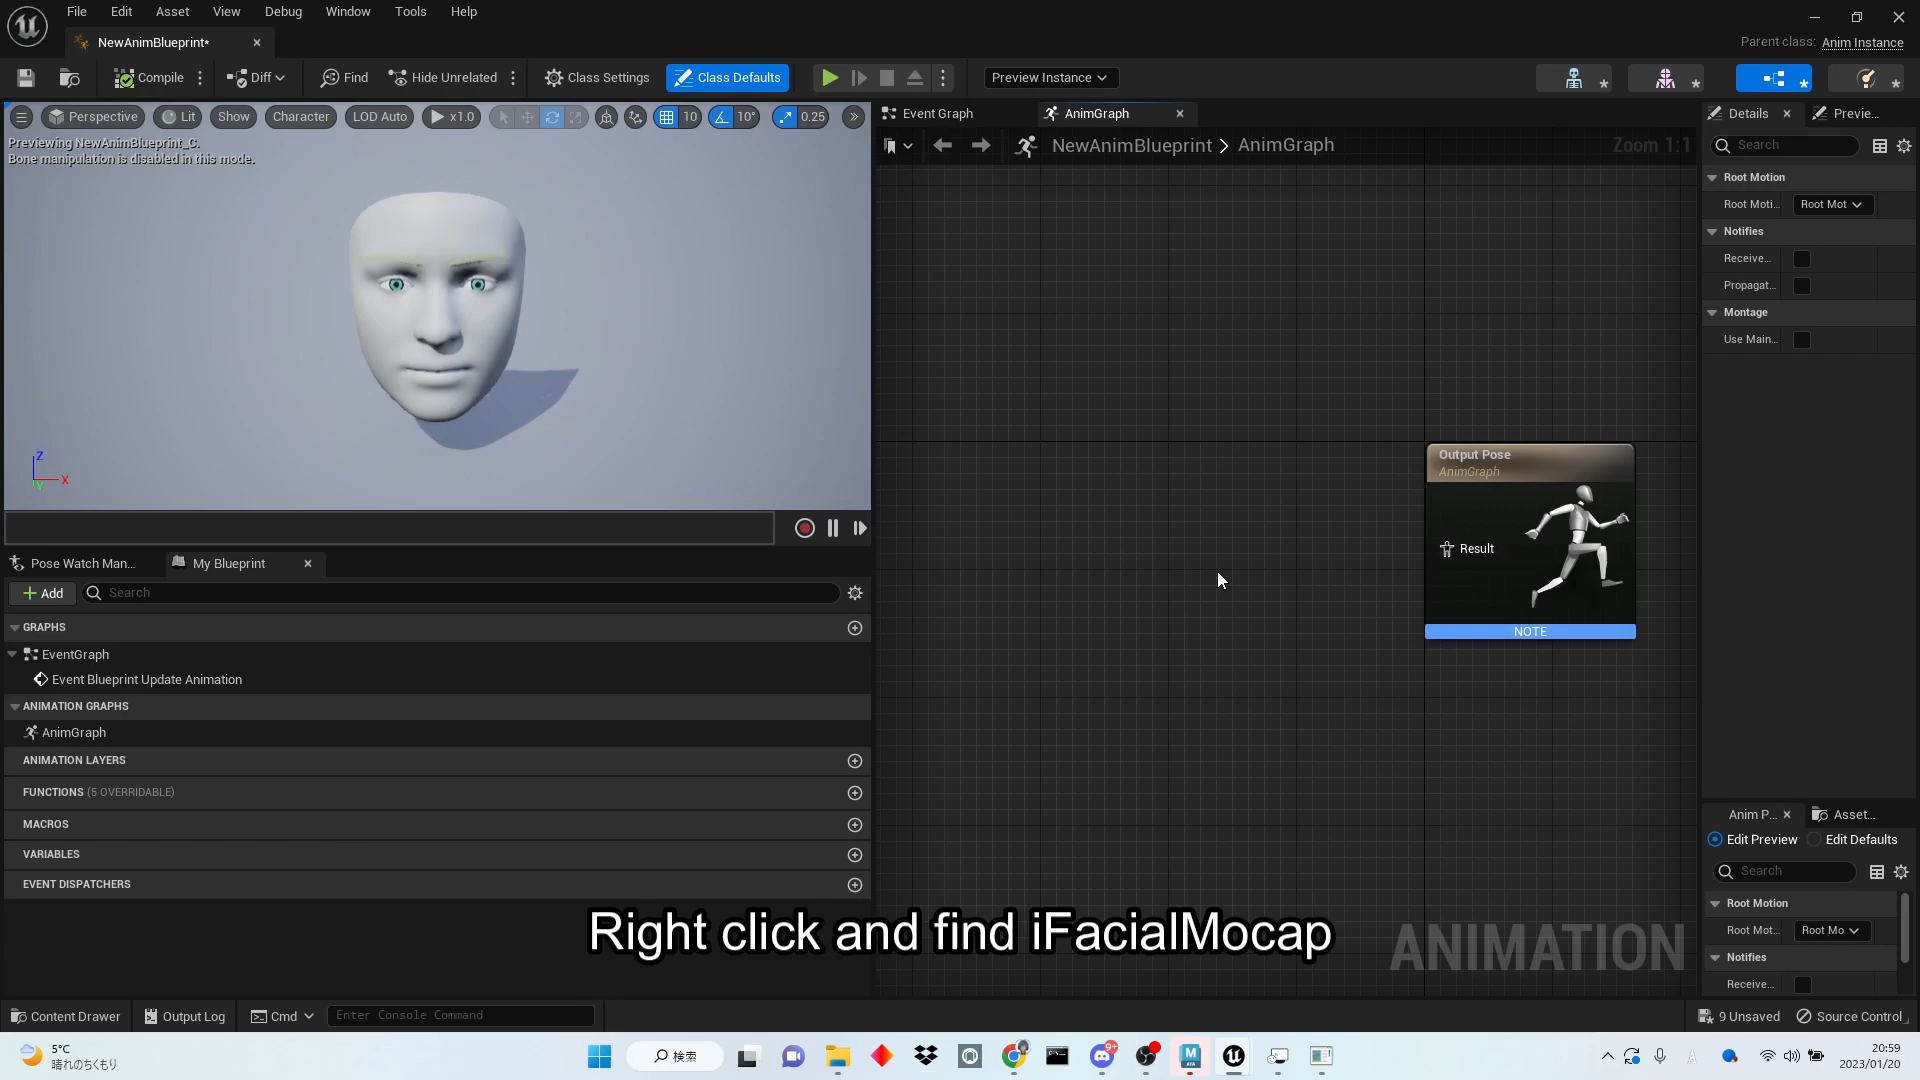 File Edit Asset View Debug Window Tools Help
NewAnimBlueprint*
Parent class: Anim Instance
Compile Diff Find Hide Unrelated Class Settings Class Defaults Preview Instance
Perspective Lit Show Character LOD Auto x1.0 10 10° 0.25
Previewing NewAnimBlueprint_C.
Bone manipulation is disabled in this mode.
Z
X
Y
Event Graph AnimGraph
NewAnimBlueprint > AnimGraph
Zoom 1:1
Output Pose
AnimGraph
Result
NOTE
ANIMATION
Details Previe...
Search
Root Motion
Root Moti... Root Mot
Notifies
Receive...
Propagat...
Montage
Use Main...
Pose Watch Man... My Blueprint
Add Search
GRAPHS
EventGraph
Event Blueprint Update Animation
ANIMATION GRAPHS
AnimGraph
ANIMATION LAYERS
FUNCTIONS (5 OVERRIDABLE)
MACROS
VARIABLES
EVENT DISPATCHERS
Anim P... Asset...
Edit Preview Edit Defaults
Search
Root Motion
Root Mot... Root Mo
Notifies
Receive...
Right click and find iFacialMocap
Content Drawer Output Log Cmd Enter Console Command 9 Unsaved Source Control
5°C
晴れのちくもり
検索
9+
A
20:59
2023/01/20